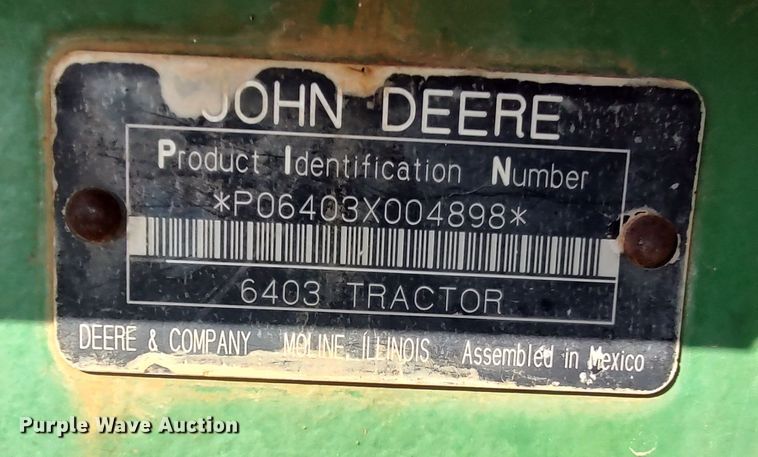 JOHN DEERE
Product Identification Number
*P06403X004898*
6403 TRACTOR
DEERE & COMPANY MOLINE, ILLINOIS Assembled in Mexico
Purple Wave Auction